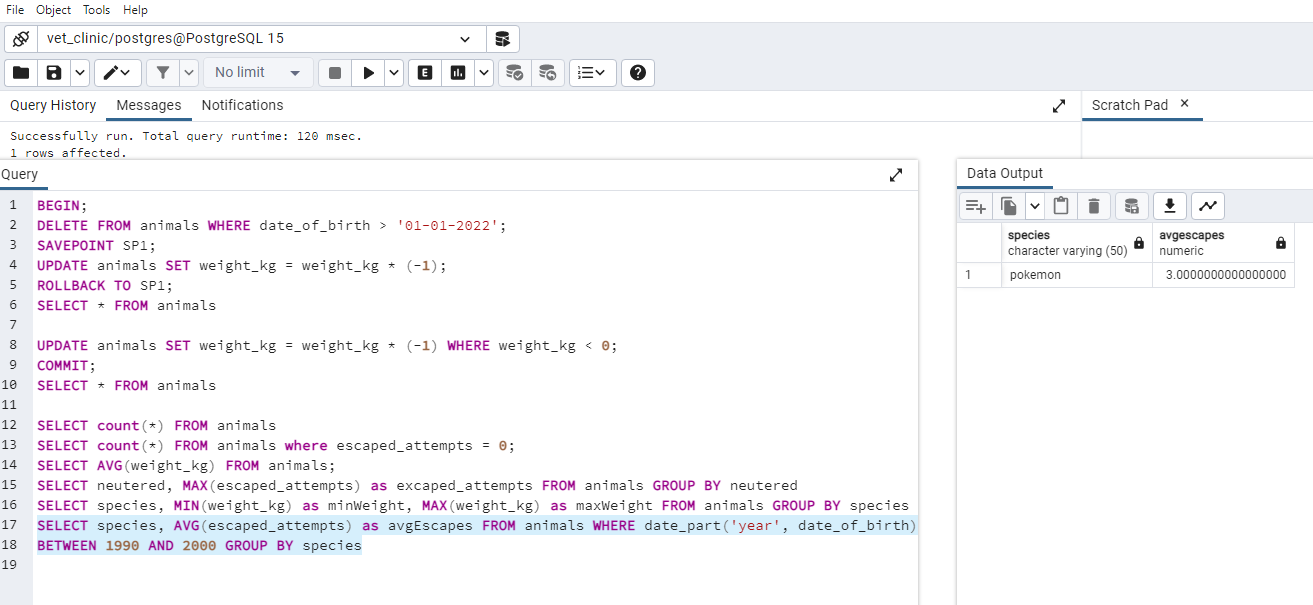 File Object Tools Help
vet_clinic/postgres@PostgreSQL 15
No limit
E
Query History Messages Notifications
Scratch Pad ×
Successfully run. Total query runtime: 120 msec.
1 rows affected.
Query
1 BEGIN;
2 DELETE FROM animals WHERE date_of_birth > '01-01-2022';
3 SAVEPOINT SP1;
4 UPDATE animals SET weight_kg = weight_kg * (-1);
5 ROLLBACK TO SP1;
6 SELECT * FROM animals
7
8 UPDATE animals SET weight_kg = weight_kg * (-1) WHERE weight_kg < 0;
9 COMMIT;
10 SELECT * FROM animals
11
12 SELECT count(*) FROM animals
13 SELECT count(*) FROM animals where escaped_attempts = 0;
14 SELECT AVG(weight_kg) FROM animals;
15 SELECT neutered, MAX(escaped_attempts) as excaped_attempts FROM animals GROUP BY neutered
16 SELECT species, MIN(weight_kg) as minWeight, MAX(weight_kg) as maxWeight FROM animals GROUP BY species
17 SELECT species, AVG(escaped_attempts) as avgEscapes FROM animals WHERE date_part('year', date_of_birth)
18 BETWEEN 1990 AND 2000 GROUP BY species
19
Data Output
species avgescapes
character varying (50) numeric
1 pokemon 3.0000000000000000